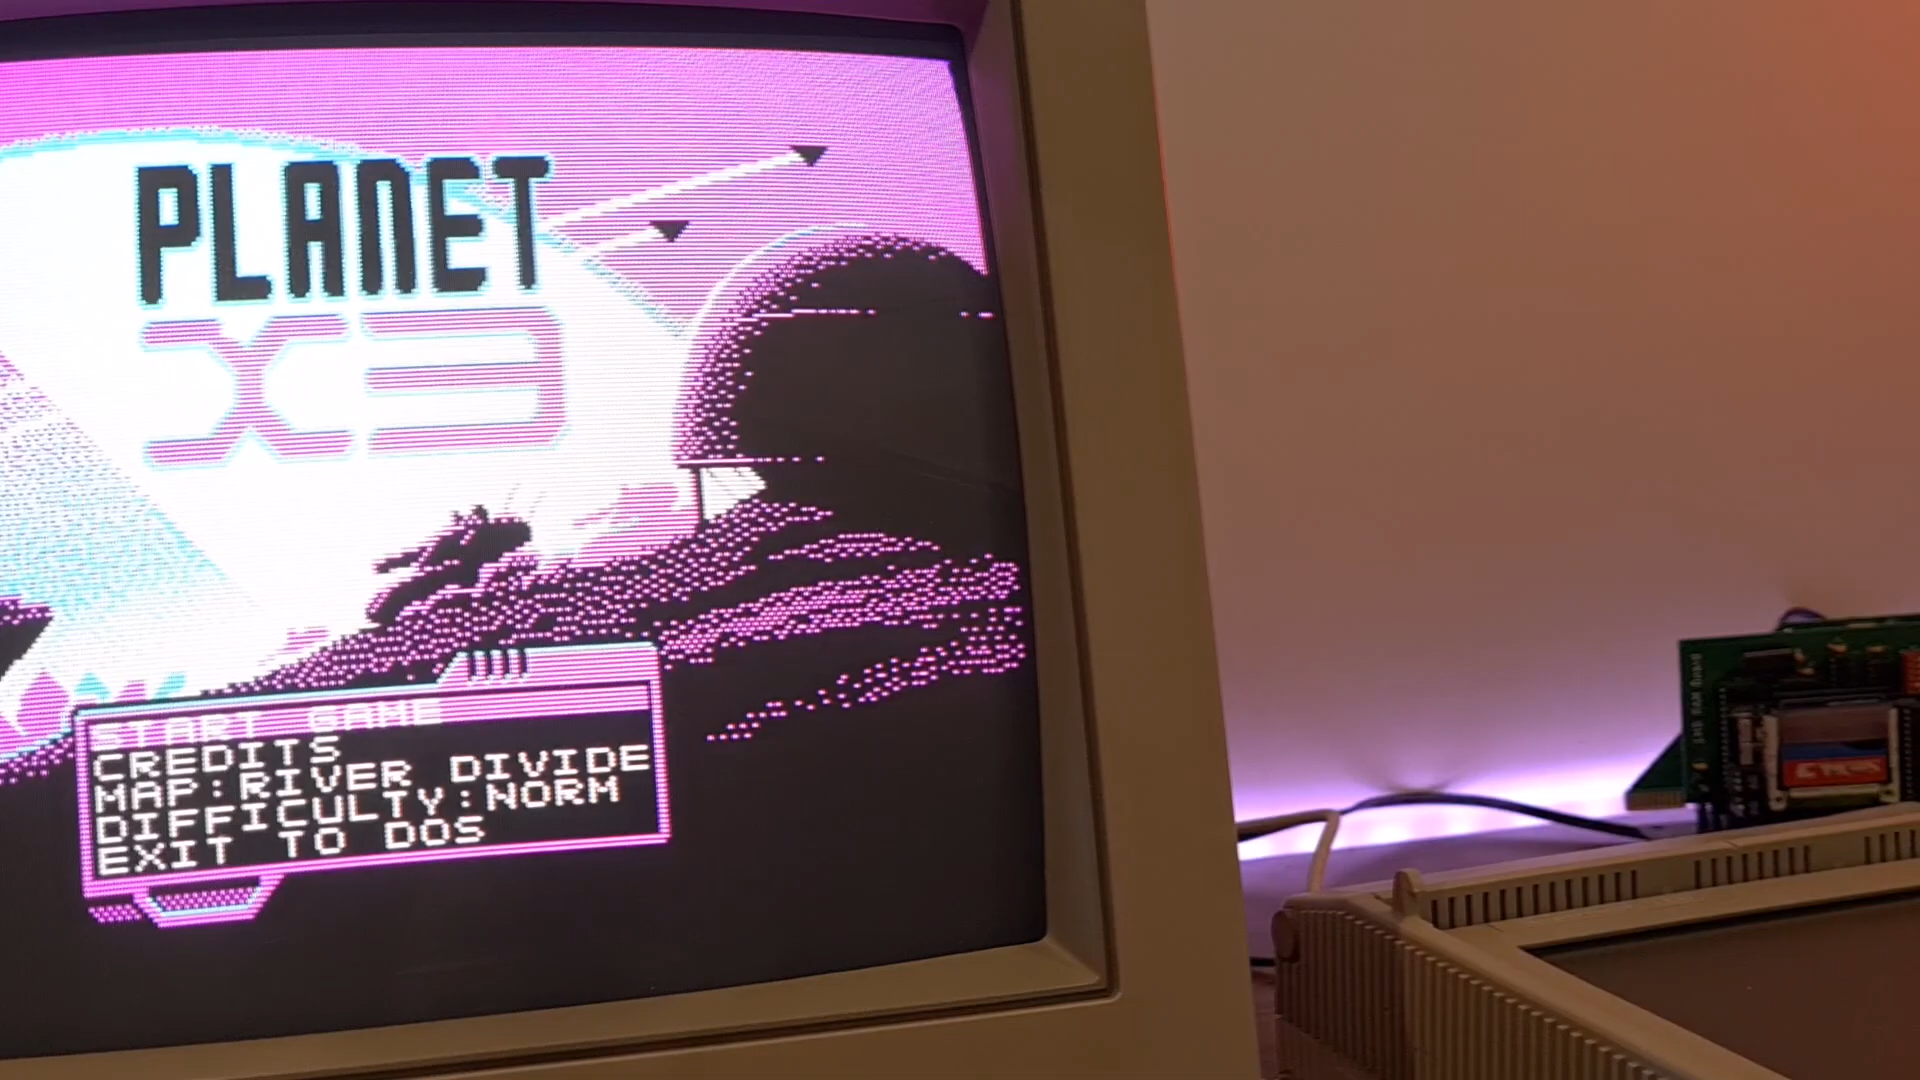 PLANET
X3
START GAME
CREDITS
MAP:RIVER DIVIDE
DIFFICULTY:NORM
EXIT TO DOS